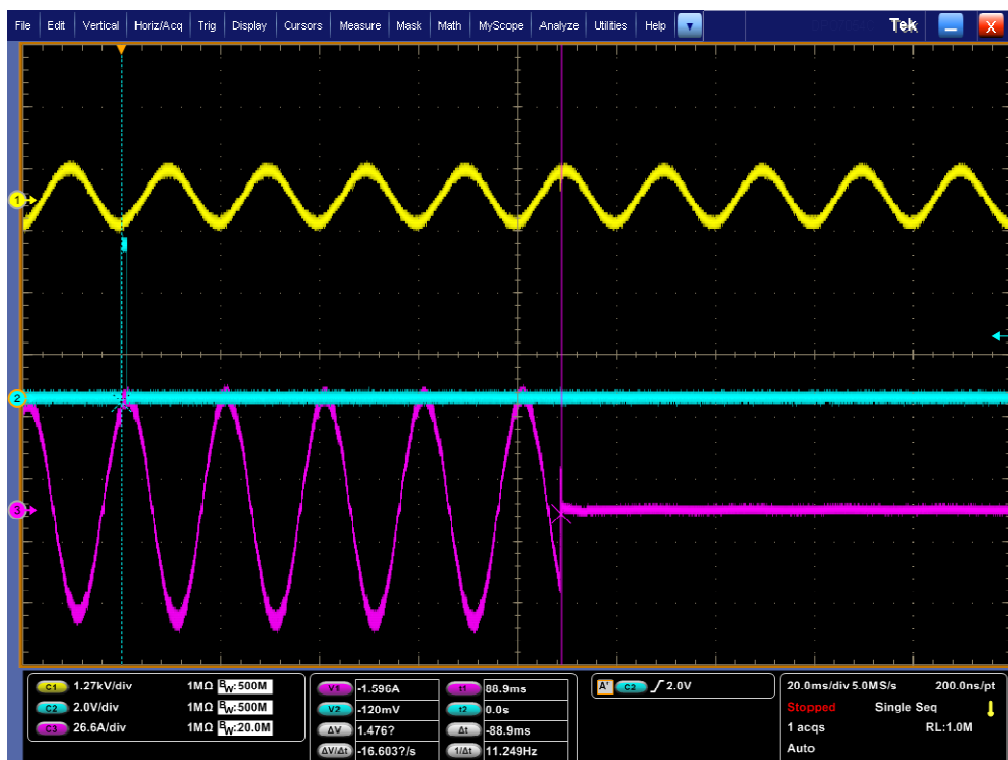 File Edit Vertical Horiz/Acq Trig Display Cursors Measure Mask Math MyScope Analyze Utilities Help Tek X
1
2
3
C1 1.27kV/div 1MΩ BW:500M
C2 2.0V/div 1MΩ BW:500M
C3 26.6A/div 1MΩ BW:20.0M
V1 -1.596A t1 88.9ms
V2 -120mV t2 0.0s
ΔV 1.476? Δt -88.9ms
ΔV/Δt -16.603?/s 1/Δt 11.249Hz
A' C2 2.0V
20.0ms/div 5.0MS/s 200.0ns/pt
Stopped Single Seq
1 acqs RL:1.0M
Auto